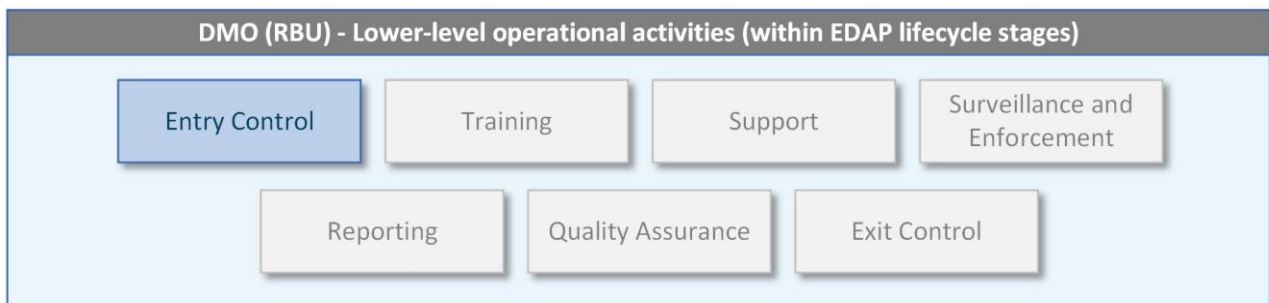 DMO (RBU) - Lower-level operational activities (within EDAP lifecycle stages)
Entry Control
Training
Support
Surveillance and
Enforcement
Reporting
Quality Assurance
Exit Control